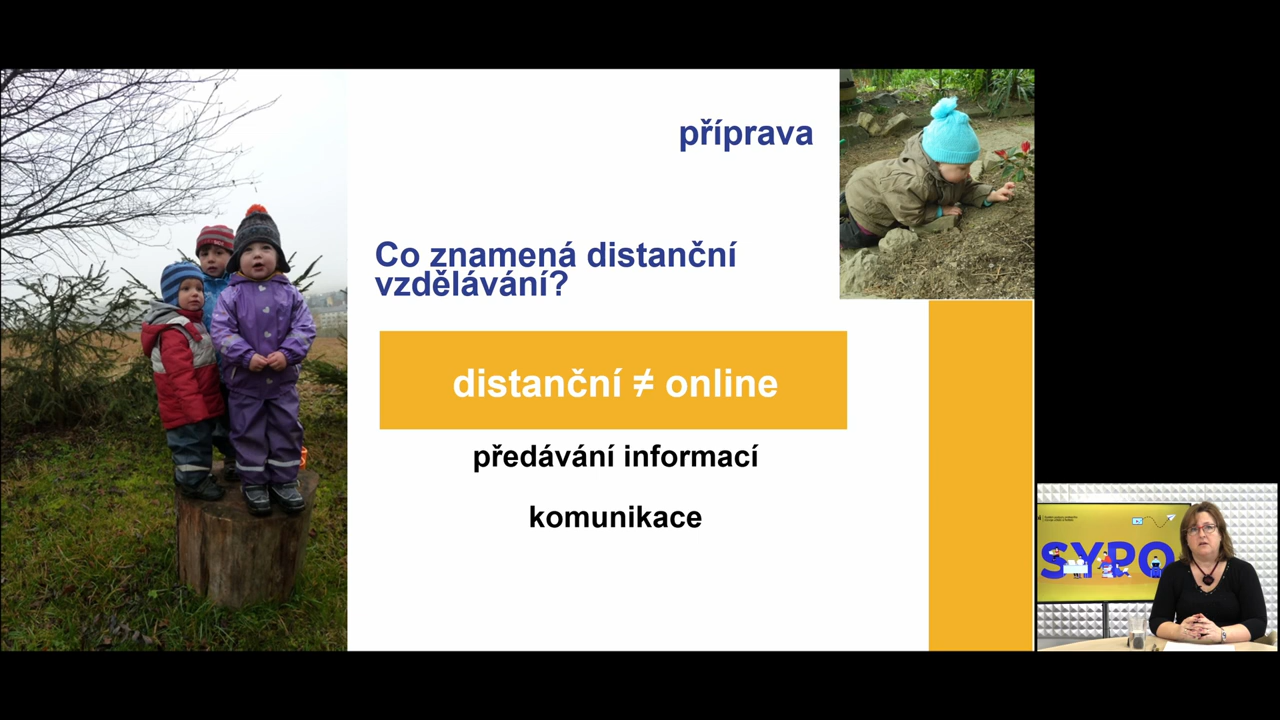 příprava
Co znamená distanční
vzdělávání?
distanční ≠ online
předávání informací
komunikace
SYPO